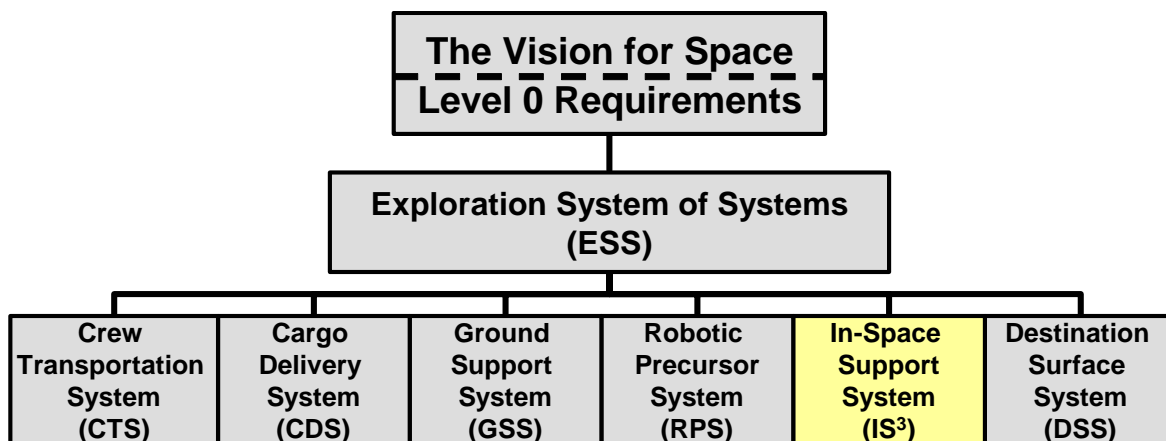 The Vision for Space
Level 0 Requirements
Exploration System of Systems
(ESS)
Crew
Transportation
System
(CTS)
Cargo
Delivery
System
(CDS)
Ground
Support
System
(GSS)
Robotic
Precursor
System
(RPS)
In-Space
Support
System
(IS³)
Destination
Surface
System
(DSS)